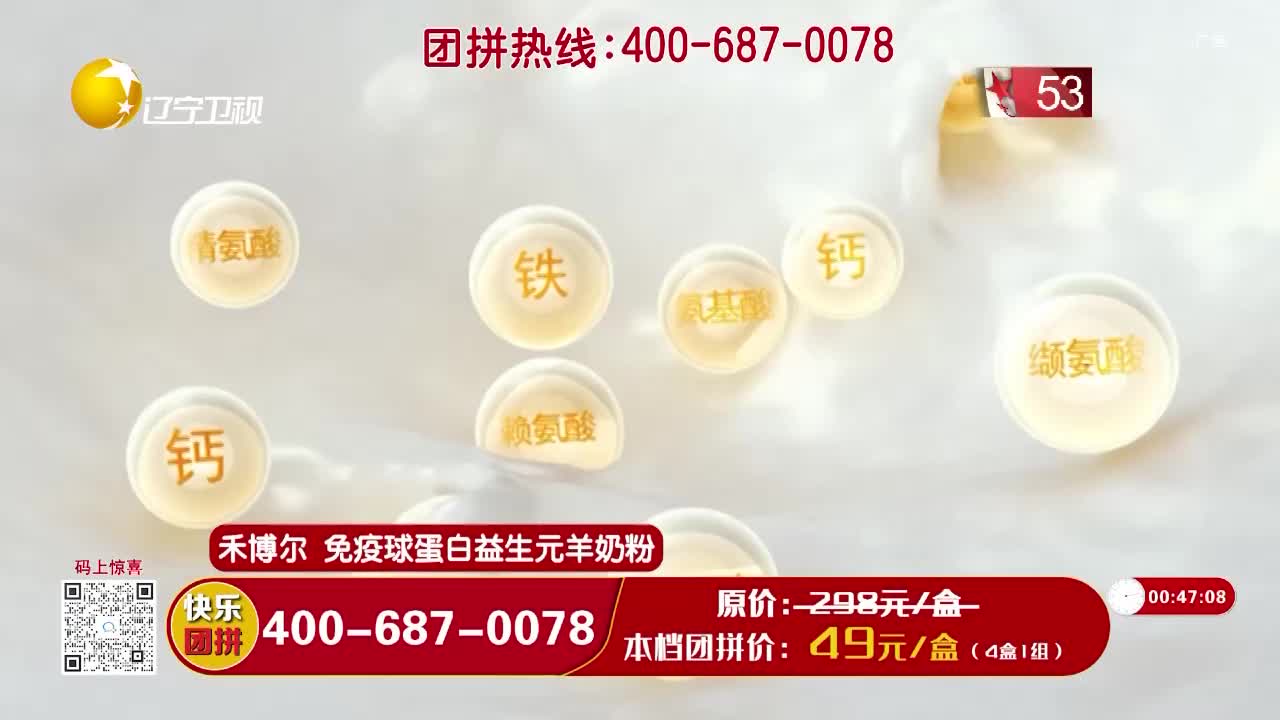 团拼热线:400-687-0078
广告
辽宁卫视
53
铁
钙
氨基酸
缬氨酸
赖氨酸
钙
禾博尔 免疫球蛋白益生元羊奶粉
码上惊喜
快乐
团拼
400-687-0078
原价:298元/盒
本档团拼价:49元/盒(4盒1组)
00:47:08